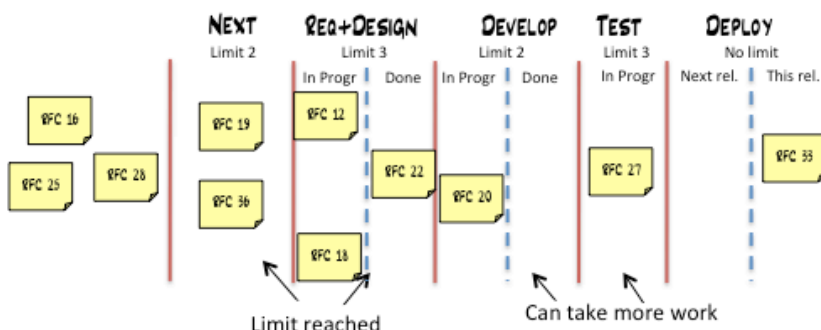 NEXT
REQ+DESIGN
DEVELOP
TEST
DEPLOY
Limit 2
Limit 3
Limit 2
Limit 3
No limit
In Progr
Done
In Progr
Done
In Progr
Next rel.
This rel.
RFC 16
RFC 25
RFC 28
RFC 19
RFC 36
RFC 12
RFC 18
RFC 22
RFC 20
RFC 27
RFC 33
Limit reached
Can take more work